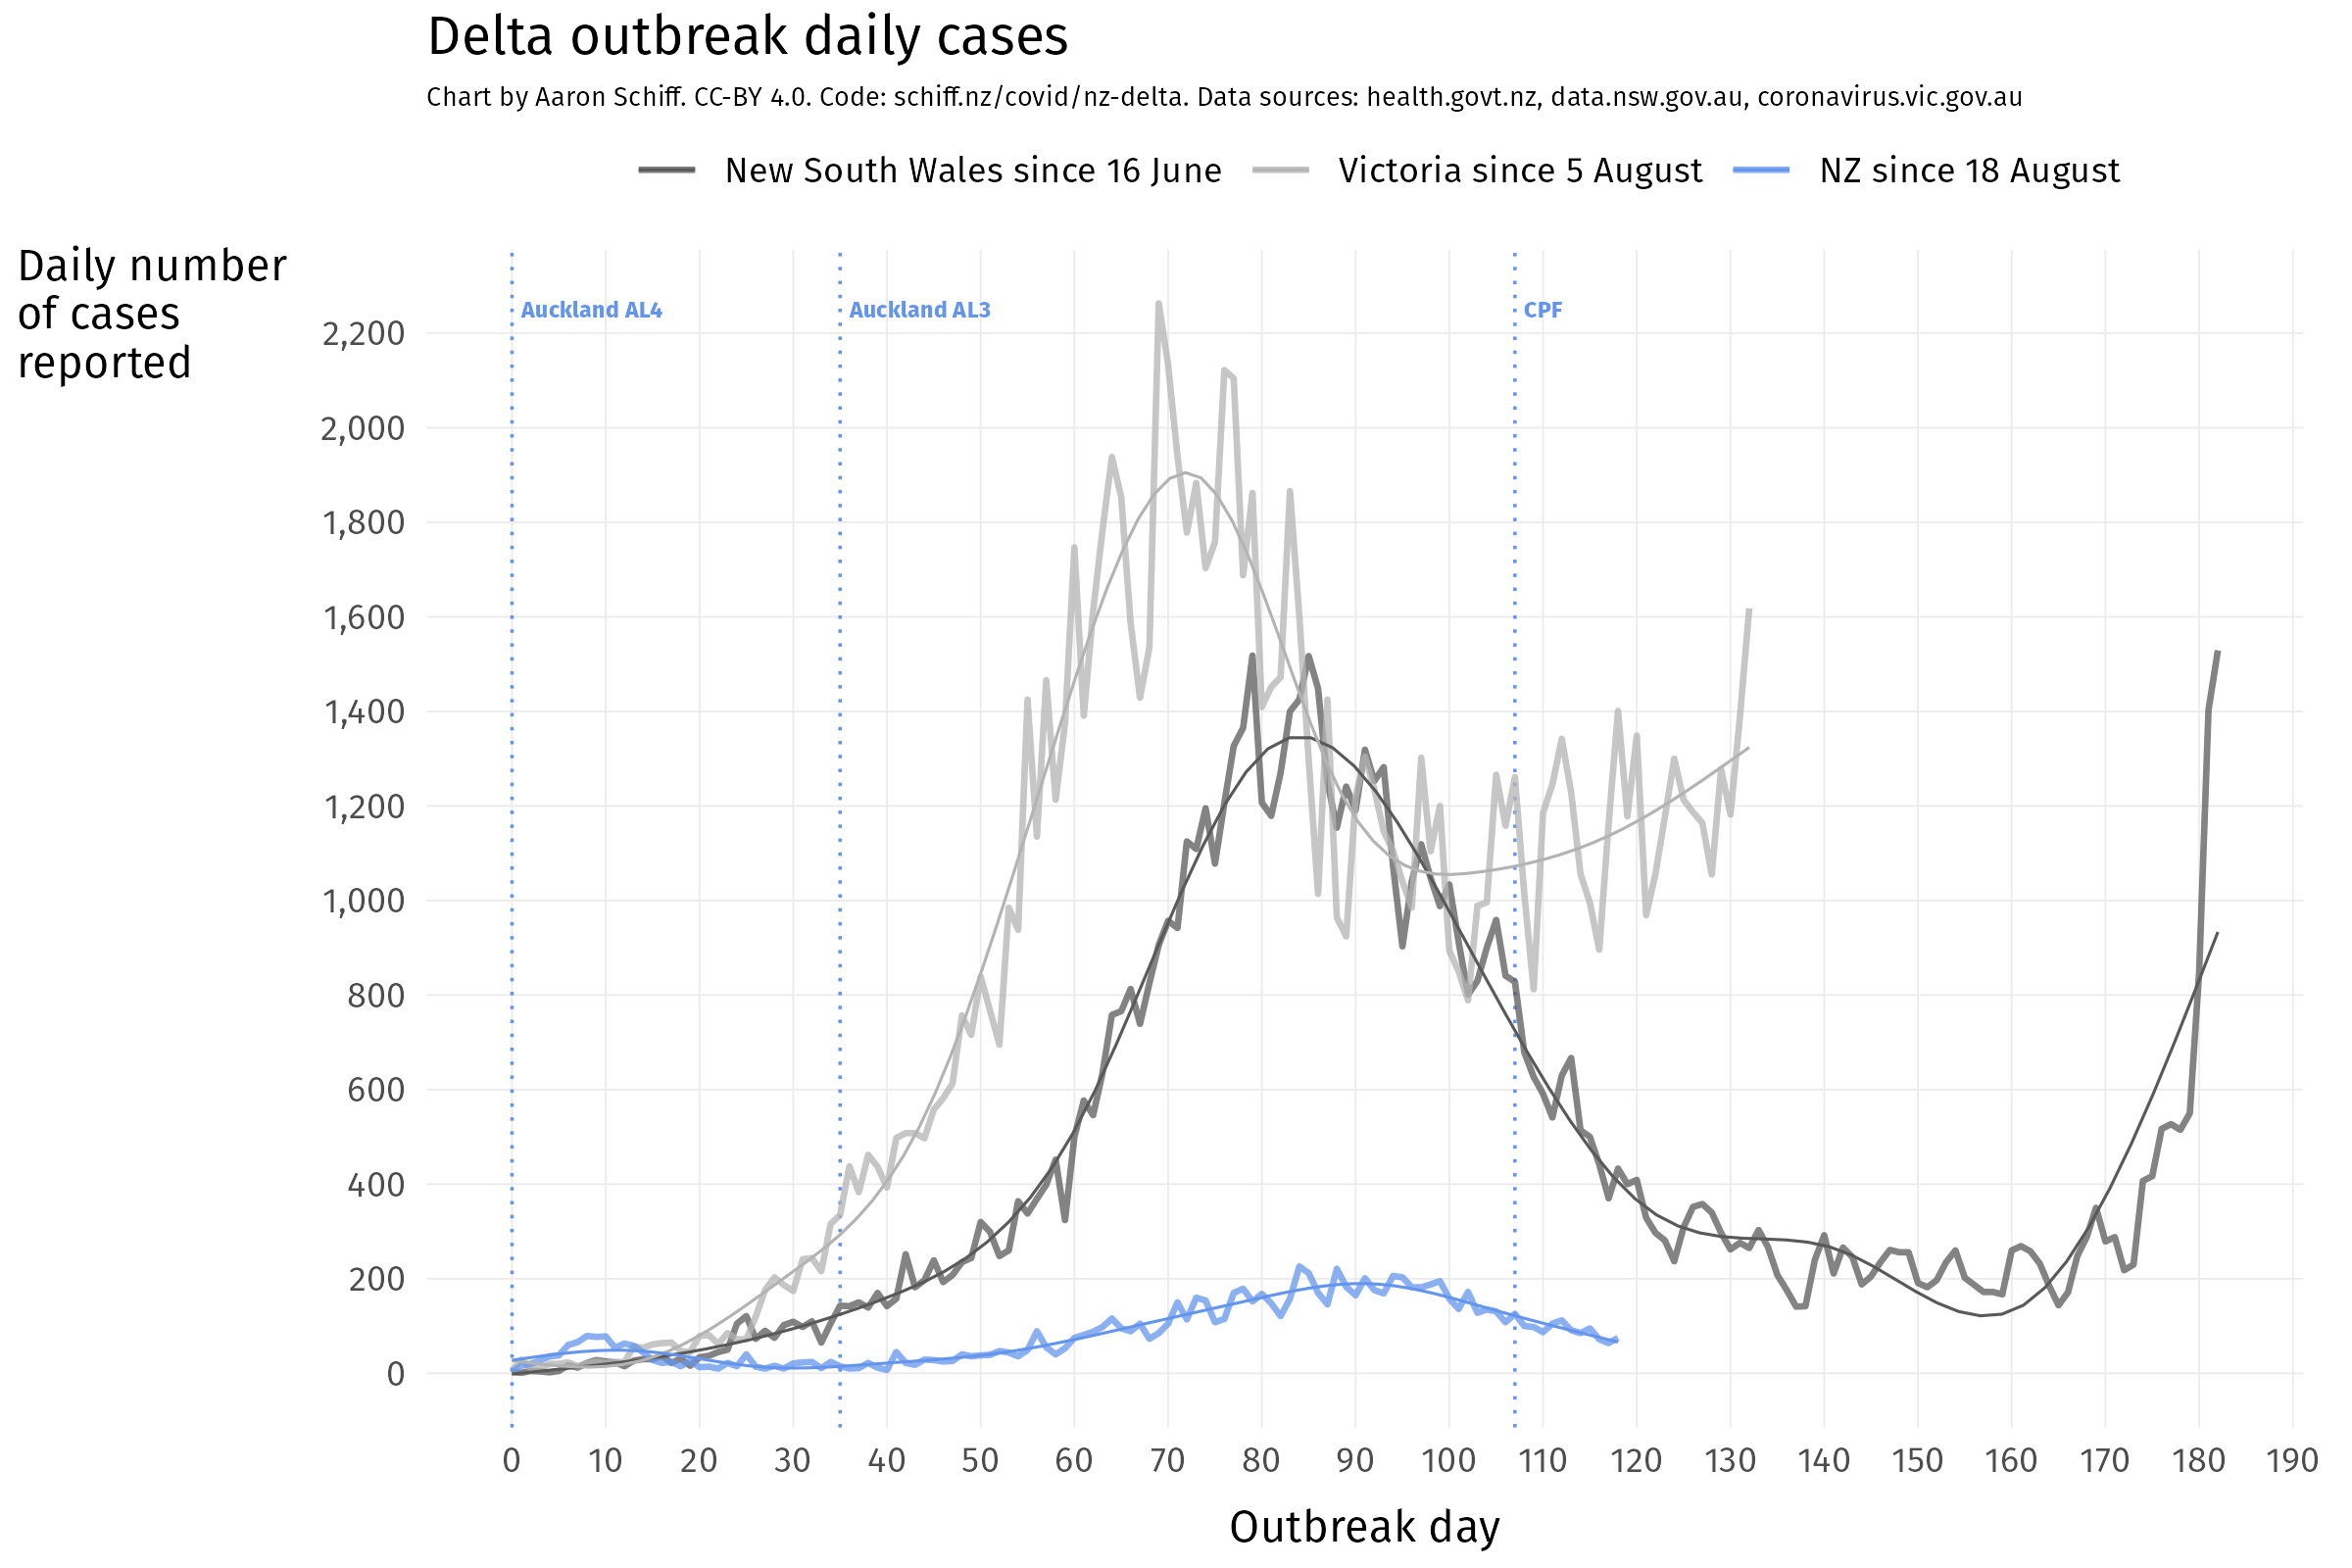 Delta outbreak daily cases
Chart by Aaron Schiff. CC-BY 4.0. Code: schiff.nz/covid/nz-delta. Data sources: health.govt.nz, data.nsw.gov.au, coronavirus.vic.gov.au
New South Wales since 16 June Victoria since 5 August NZ since 18 August
Daily number
of cases
reported
Auckland AL4 Auckland AL3 CPF
2,200
2,000
1,800
1,600
1,400
1,200
1,000
800
600
400
200
0
0 10 20 30 40 50 60 70 80 90 100 110 120 130 140 150 160 170 180 190
Outbreak day